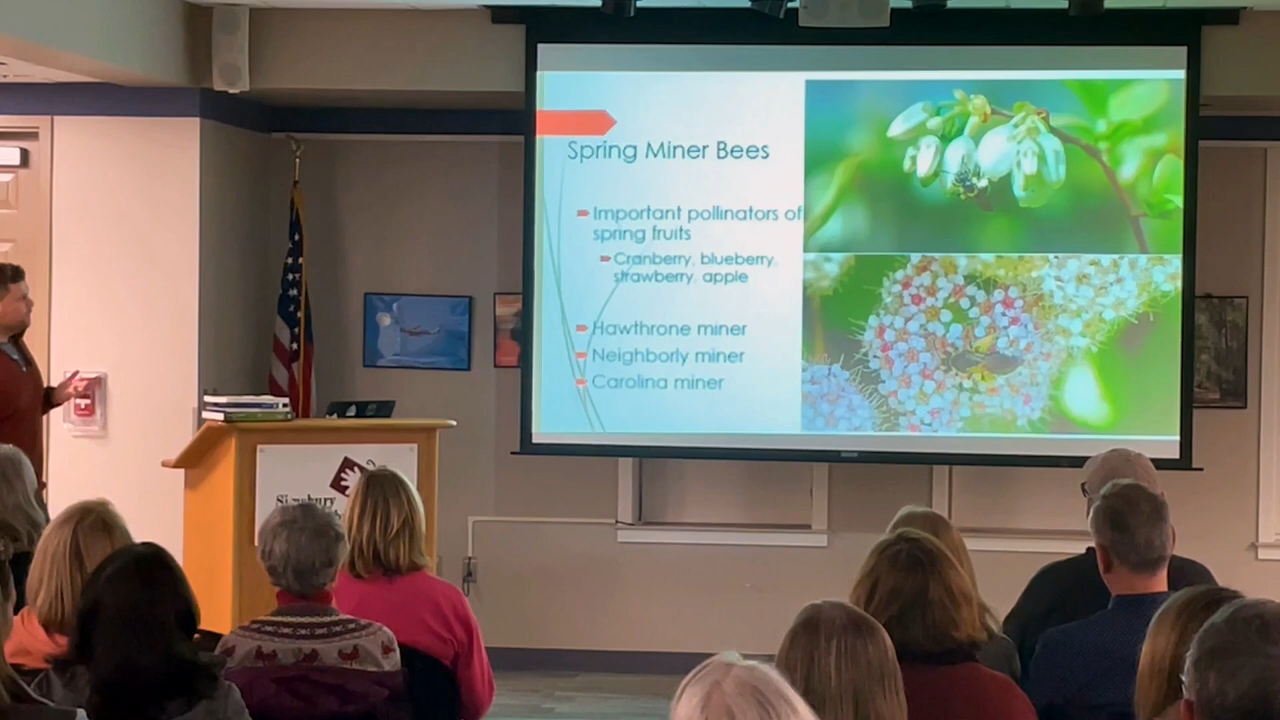 Spring Miner Bees
Important pollinators of
spring fruits
Cranberry, blueberry,
strawberry, apple
Hawthrone miner
Neighborly miner
Carolina miner